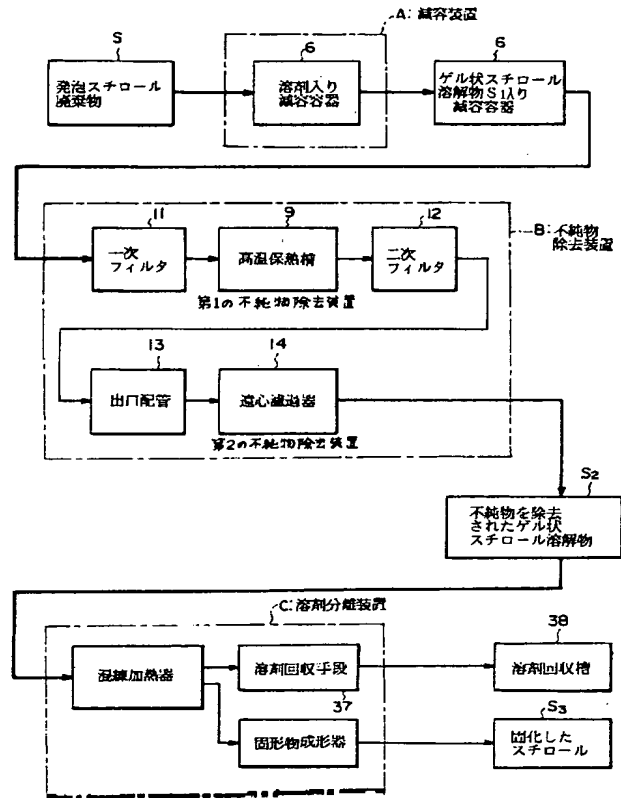 A:減容装置
S
6
6
発泡スチロール
廃棄物
溶剤入り
減容容器
ゲル状スチロール
溶解物S1入り
減容容器
11
9
12
B:不純物
除去装置
一次
フィルタ
高温保熱槽
二次
フィルタ
第1の不純物除去装置
13
14
出口配管
遠心濾過器
第2の不純物除去装置
S2
不純物を除去
されたゲル状
スチロール溶解物
C:溶剤分離装置
38
混練加熱器
溶剤回収手段
溶剤回収槽
37
S3
固形物成形器
固化した
スチロール